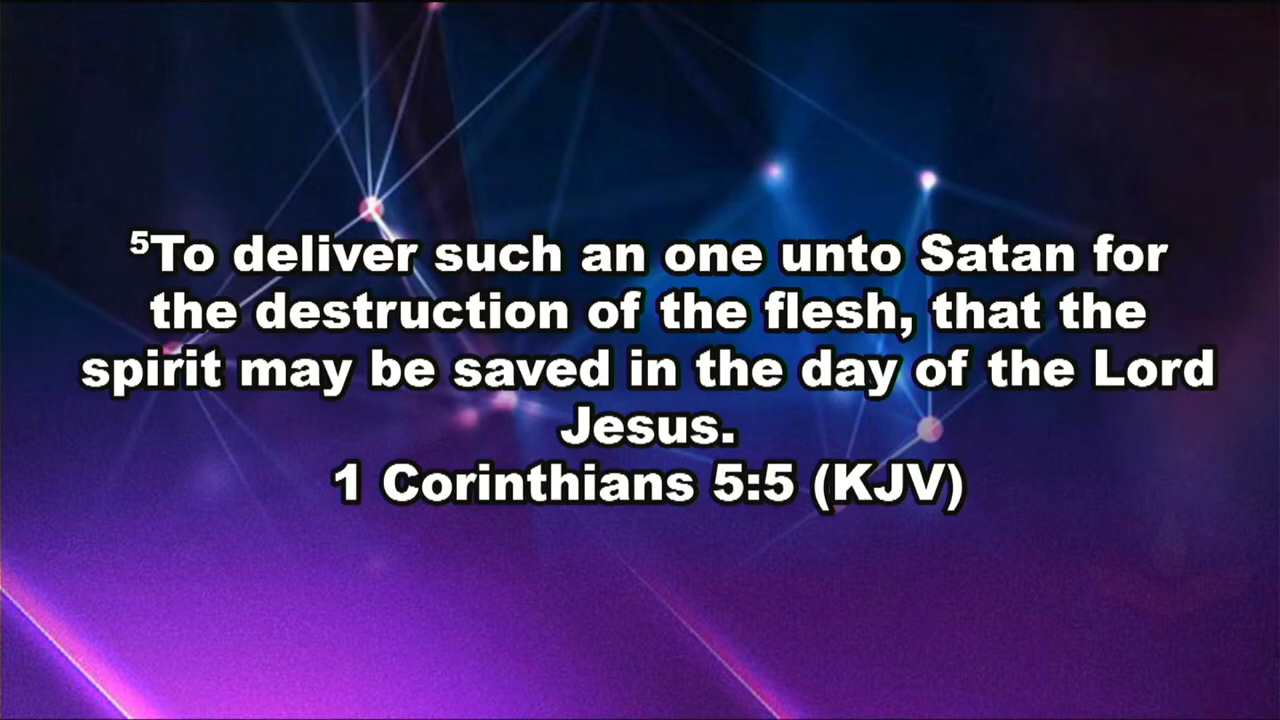 ⁵To deliver such an one unto Satan for
the destruction of the flesh, that the
spirit may be saved in the day of the Lord
Jesus.
1 Corinthians 5:5 (KJV)